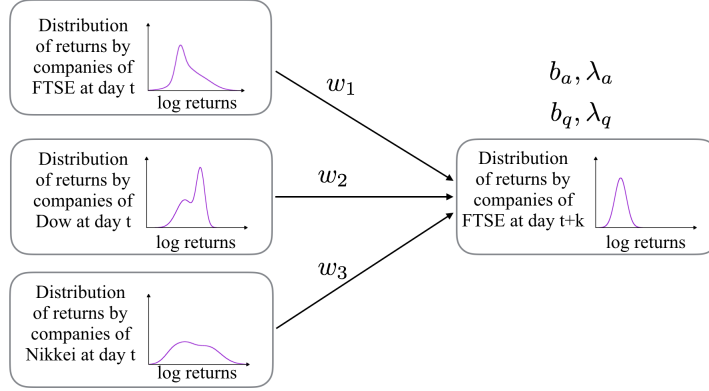 Distribution
of returns by
companies of
FTSE at day t
log returns
w₁
Distribution
of returns by
companies of
Dow at day t
log returns
w₂
Distribution
of returns by
companies of
Nikkei at day t
log returns
w₃
bₐ, λₐ
b_q, λ_q
Distribution
of returns by
companies of
FTSE at day t+k
log returns